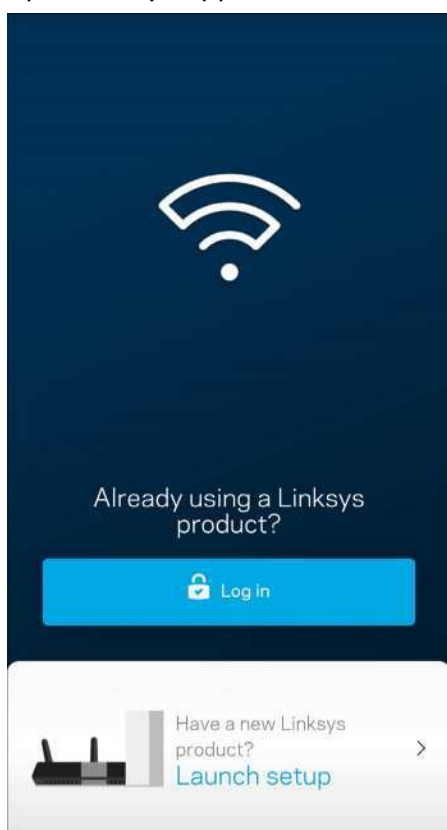 Already using a Linksys
product?
Log in
Have a new Linksys
product?
Launch setup